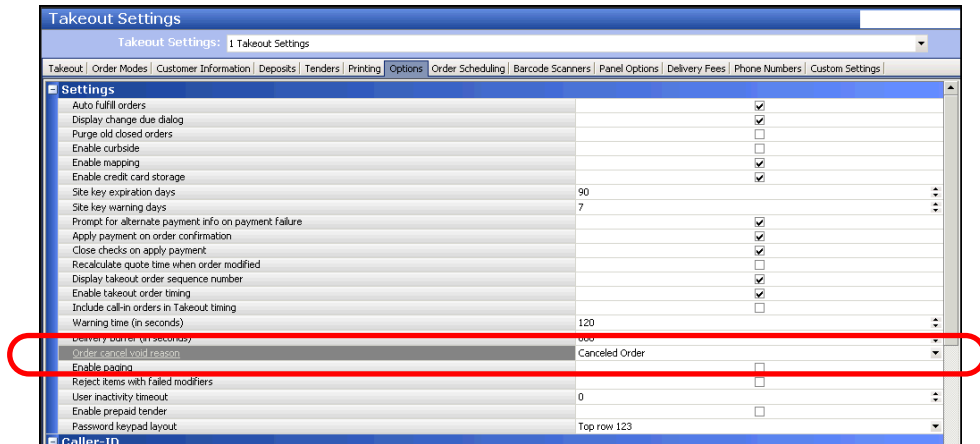 Takeout Settings
Takeout Settings: 1 Takeout Settings
Takeout Order Modes Customer Information Deposits Tenders Printing Options Order Scheduling Barcode Scanners Panel Options Delivery Fees Phone Numbers Custom Settings
Settings
Auto fulfill orders
Display change due dialog
Purge old closed orders
Enable curbside
Enable mapping
Enable credit card storage
Site key expiration days 90
Site key warning days 7
Prompt for alternate payment info on payment failure
Apply payment on order confirmation
Close checks on apply payment
Recalculate quote time when order modified
Display takeout order sequence number
Enable takeout order timing
Include call-in orders in Takeout timing
Warning time (in seconds) 120
Delivery buffer (in seconds)
Order cancel void reason Canceled Order
Enable paging
Reject items with failed modifiers
User inactivity timeout 0
Enable prepaid tender
Password keypad layout Top row 123
Caller-ID